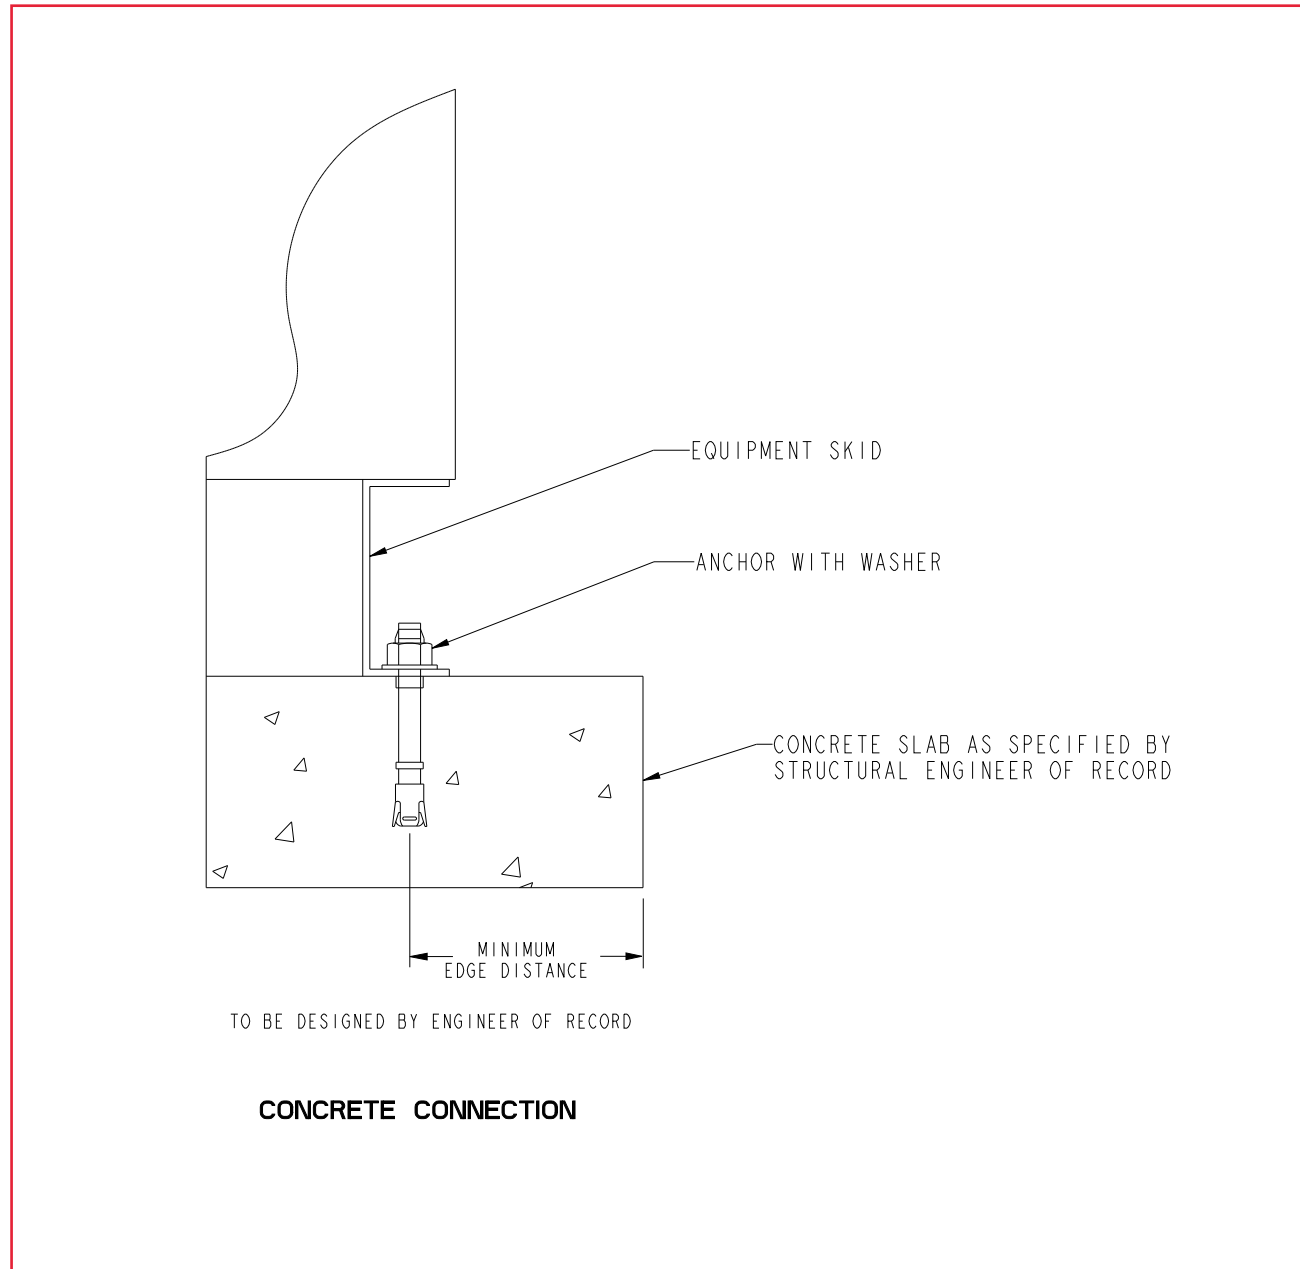 EQUIPMENT SKID
ANCHOR WITH WASHER
CONCRETE SLAB AS SPECIFIED BY
STRUCTURAL ENGINEER OF RECORD
MINIMUM
EDGE DISTANCE
TO BE DESIGNED BY ENGINEER OF RECORD
CONCRETE CONNECTION